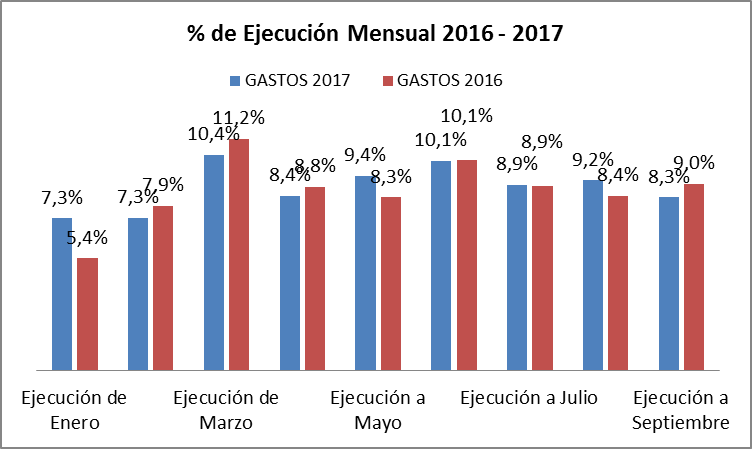 % de Ejecución Mensual 2016 - 2017
GASTOS 2017 GASTOS 2016
7,3% 5,4%
7,3% 7,9%
10,4% 11,2%
8,4% 8,8%
9,4% 8,3%
10,1% 10,1%
8,9% 8,9%
9,2% 8,4%
8,3% 9,0%
Ejecución de
Enero
Ejecución de
Marzo
Ejecución a
Mayo
Ejecución a Julio
Ejecución a
Septiembre